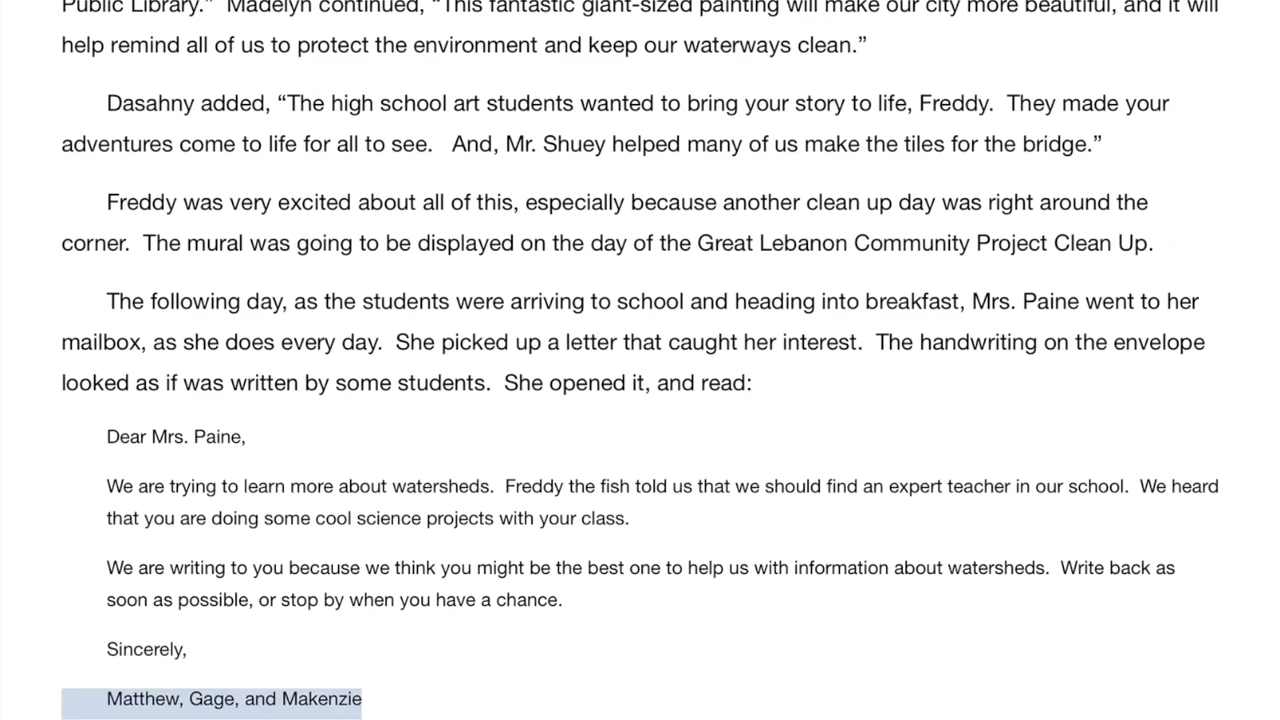 Public Library.”  Madelyn continued, “This fantastic giant-sized painting will make our city more beautiful, and it will
help remind all of us to protect the environment and keep our waterways clean.”
Dasahny added, “The high school art students wanted to bring your story to life, Freddy.  They made your
adventures come to life for all to see.   And, Mr. Shuey helped many of us make the tiles for the bridge.”
Freddy was very excited about all of this, especially because another clean up day was right around the
corner.  The mural was going to be displayed on the day of the Great Lebanon Community Project Clean Up.
The following day, as the students were arriving to school and heading into breakfast, Mrs. Paine went to her
mailbox, as she does every day.  She picked up a letter that caught her interest.  The handwriting on the envelope
looked as if was written by some students.  She opened it, and read:
Dear Mrs. Paine,
We are trying to learn more about watersheds.  Freddy the fish told us that we should find an expert teacher in our school.  We heard
that you are doing some cool science projects with your class.
We are writing to you because we think you might be the best one to help us with information about watersheds.  Write back as
soon as possible, or stop by when you have a chance.
Sincerely,
Matthew, Gage, and Makenzie